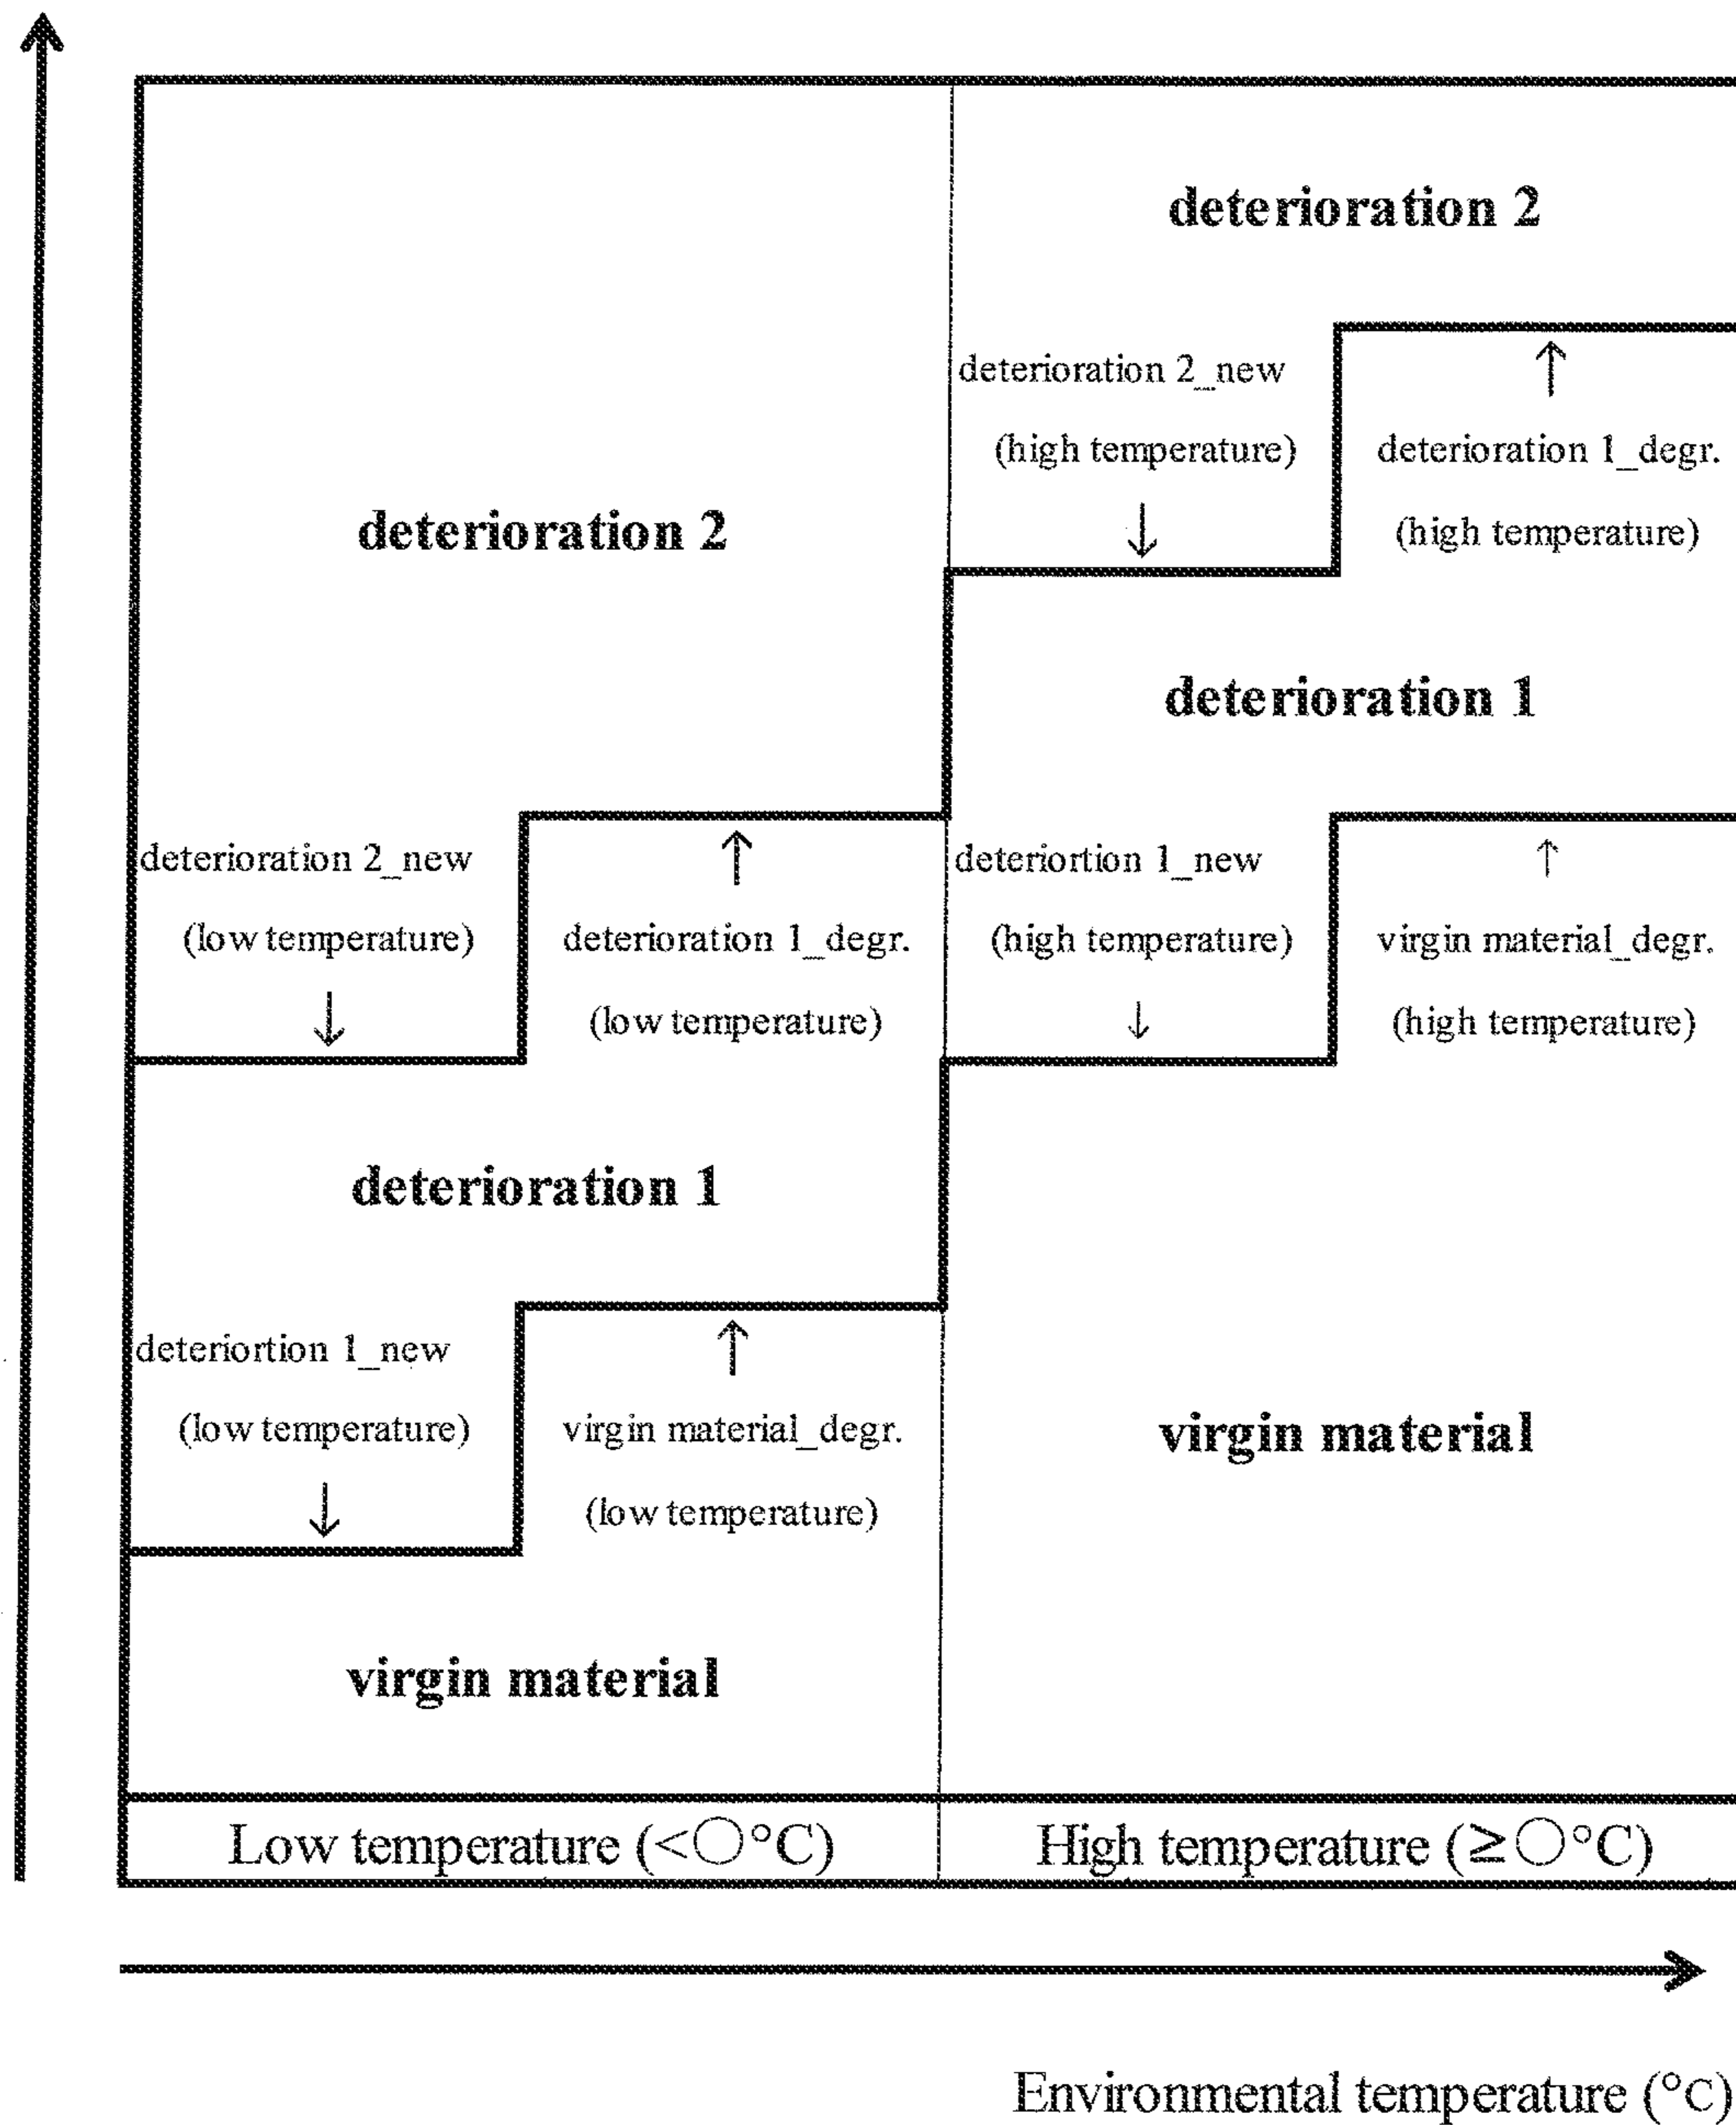 deterioration 2
deterioration 2_new
(high temperature)
↓
↑
deterioration 1_degr.
(high temperature)
deterioration 2
deterioration 1
deterioration 2_new
(low temperature)
↓
↑
deterioration 1_degr.
(low temperature)
deteriortion 1_new
(high temperature)
↓
↑
virgin material_degr.
(high temperature)
deterioration 1
deteriortion 1_new
(low temperature)
↓
↑
virgin material_degr.
(low temperature)
virgin material
virgin material
Low temperature (<○°C)
High temperature (≥○°C)
Environmental temperature (°C)